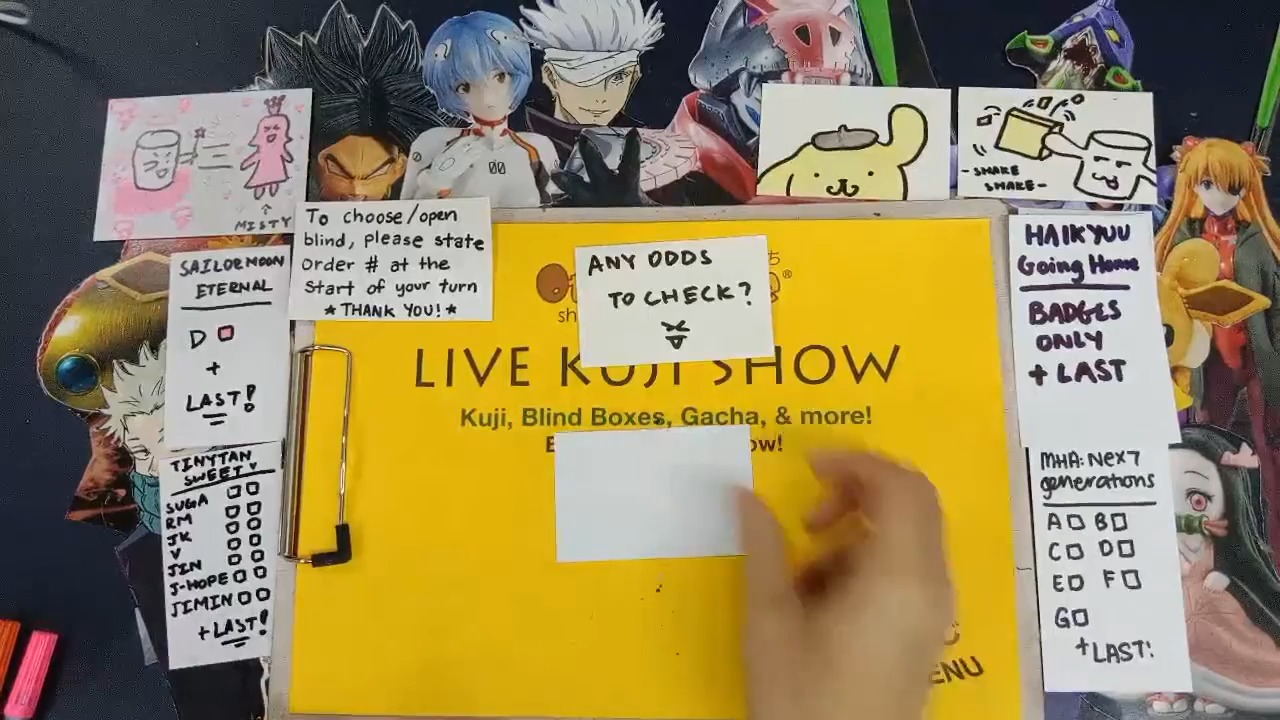 MISTY
- SHAKE
SHAKE -
00
To choose/open
blind, please state
Order # at the
Start of your turn
★ THANK YOU! ★
ANY ODDS
TO CHECK?
LIVE KUJI SHOW
Kuji, Blind Boxes, Gacha, & more!
SAILORMOON
ETERNAL
D
+
LAST!
TINYTAN
SWEET
SUGA
RM
JK
V
JIN
J-HOPE
JIMIN
+LAST!
HAIKYUU
Going Home
BADGES
ONLY
+ LAST
MHA: Next
generations
A B
C D
E F
G
+LAST!